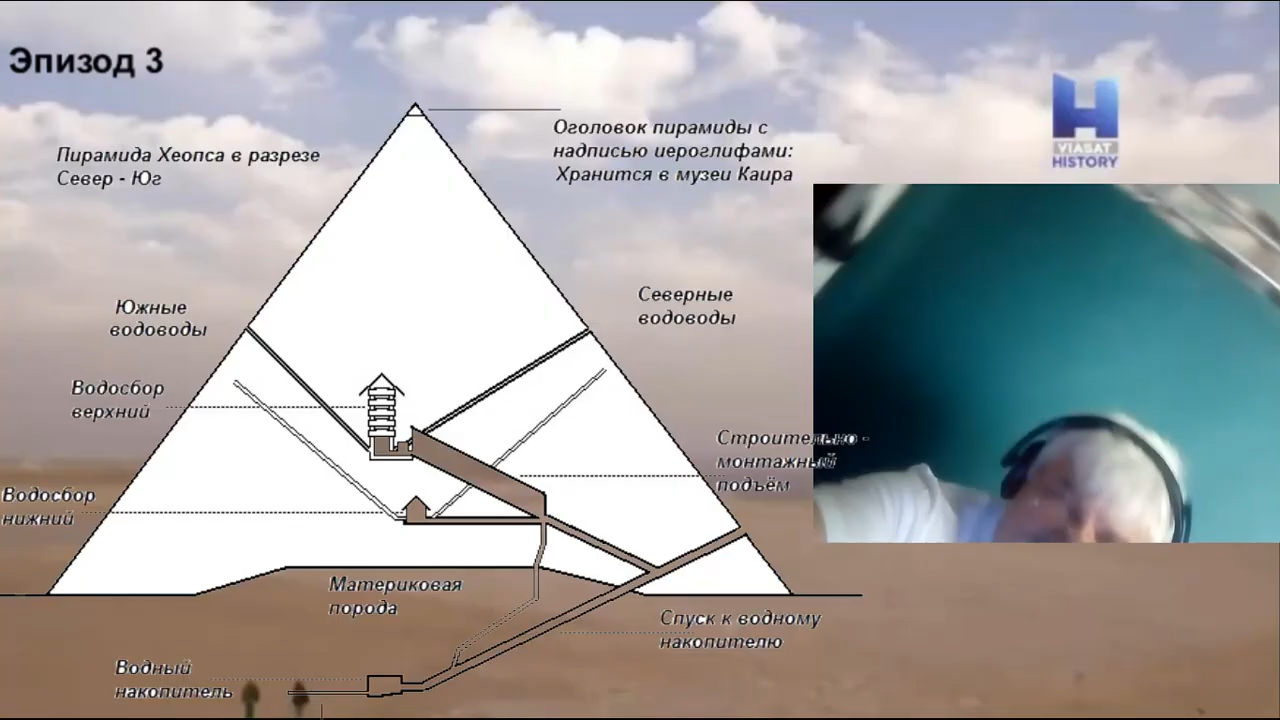 Эпизод 3
VIASAT
HISTORY
Оголовок пирамиды с
надписью иероглифами:
Хранится в музеи Каира
Пирамида Хеопса в разрезе
Север - Юг
Южные
водоводы
Северные
водоводы
Водосбор
верхний
Строительно -
монтажный
подъём
Водосбор
нижний
Материковая
порода
Спуск к водному
накопителю
Водный
накопитель